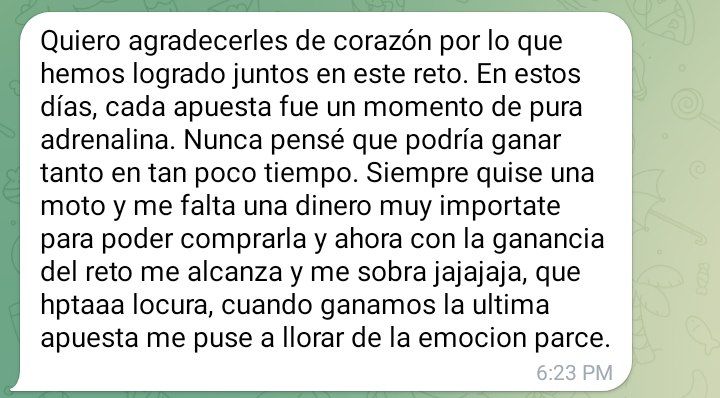 Quiero agradecerles de corazón por lo que
hemos logrado juntos en este reto. En estos
días, cada apuesta fue un momento de pura
adrenalina. Nunca pensé que podría ganar
tanto en tan poco tiempo. Siempre quise una
moto y me falta una dinero muy importate
para poder comprarla y ahora con la ganancia
del reto me alcanza y me sobra jajajaja, que
hptaaa locura, cuando ganamos la ultima
apuesta me puse a llorar de la emocion parce.
6:23 PM